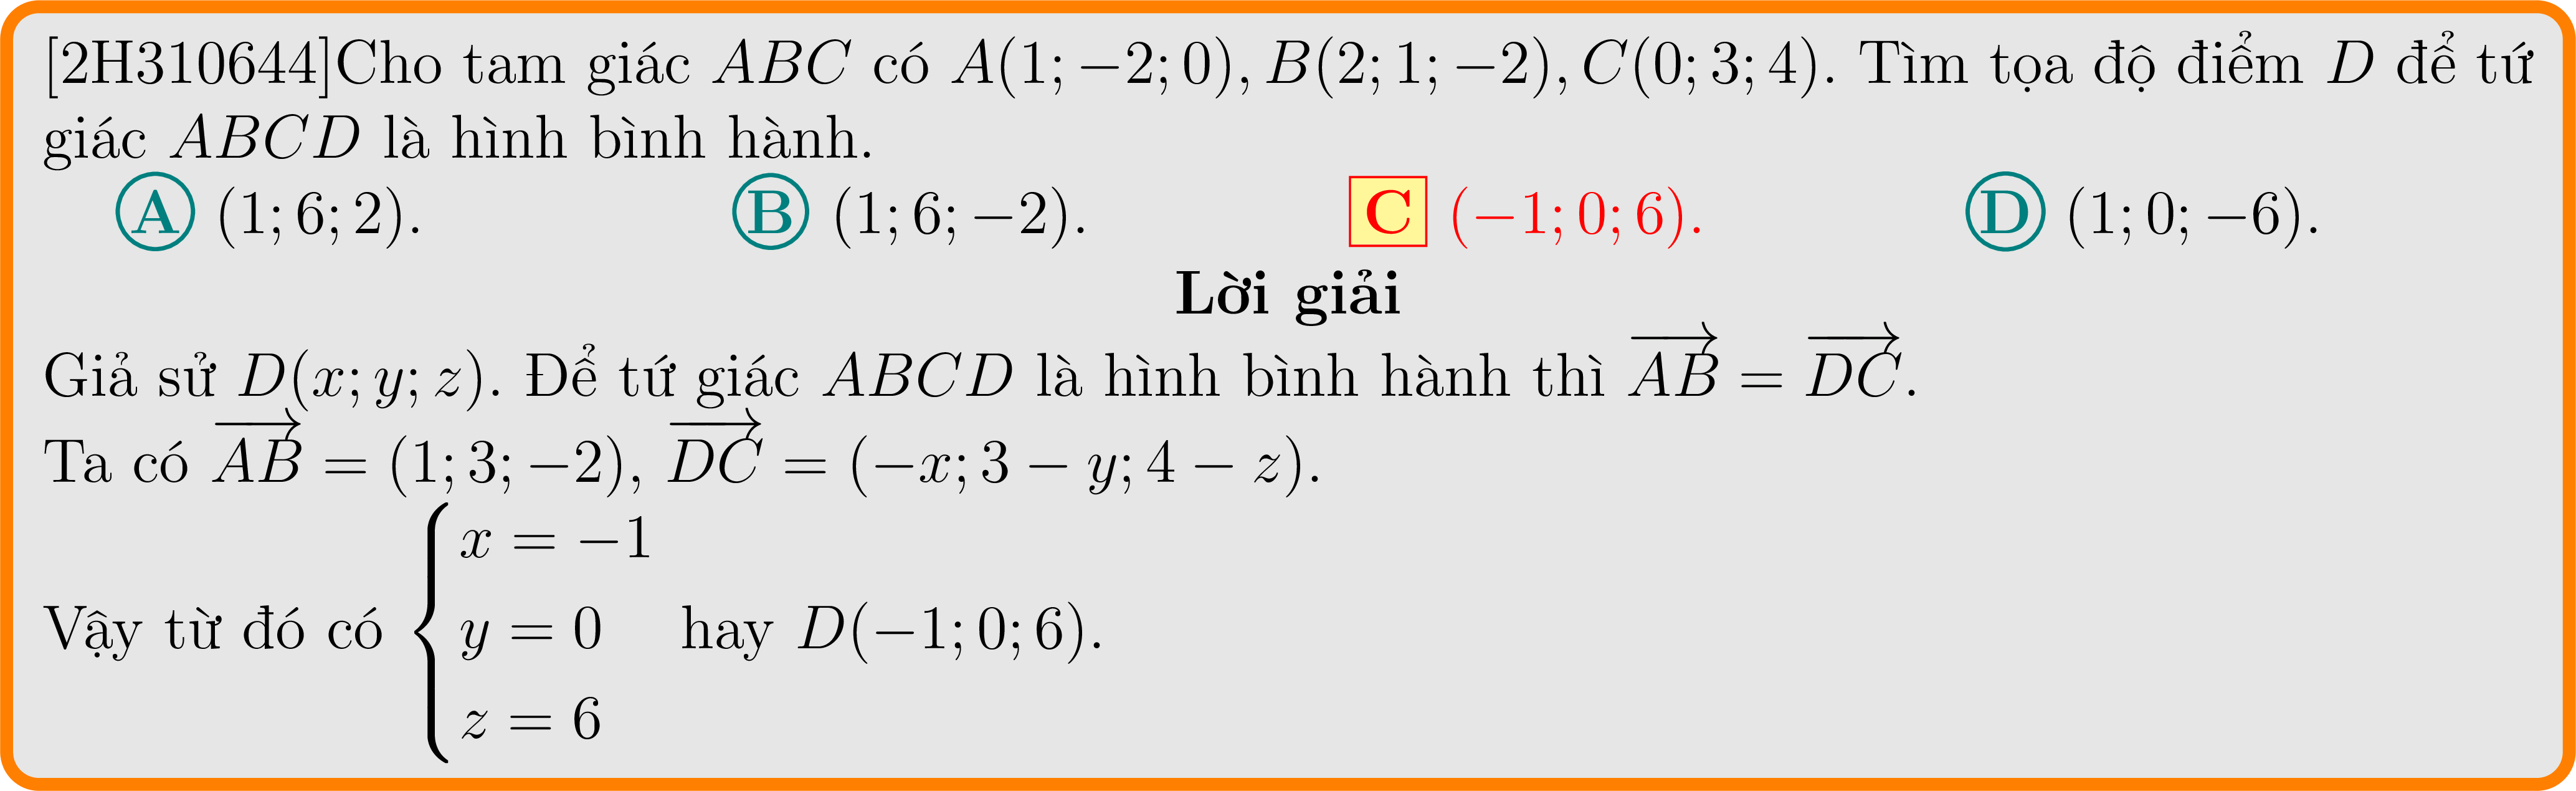 [2H310644]Cho tam giác ABC có A(1; −2; 0), B(2; 1; −2), C(0; 3; 4). Tìm tọa độ điểm D để tứ
giác ABCD là hình bình hành.
A (1; 6; 2). B (1; 6; −2). C (−1; 0; 6). D (1; 0; −6).
Lời giải
Giả sử D(x; y; z). Để tứ giác ABCD là hình bình hành thì $\overrightarrow{AB} = \overrightarrow{DC}$.
Ta có $\overrightarrow{AB}$ = (1; 3; −2), $\overrightarrow{DC}$ = (−x; 3 − y; 4 − z).
Vậy từ đó có $\begin{cases} x = -1 \\ y = 0 \\ z = 6 \end{cases}$ hay D(−1; 0; 6).